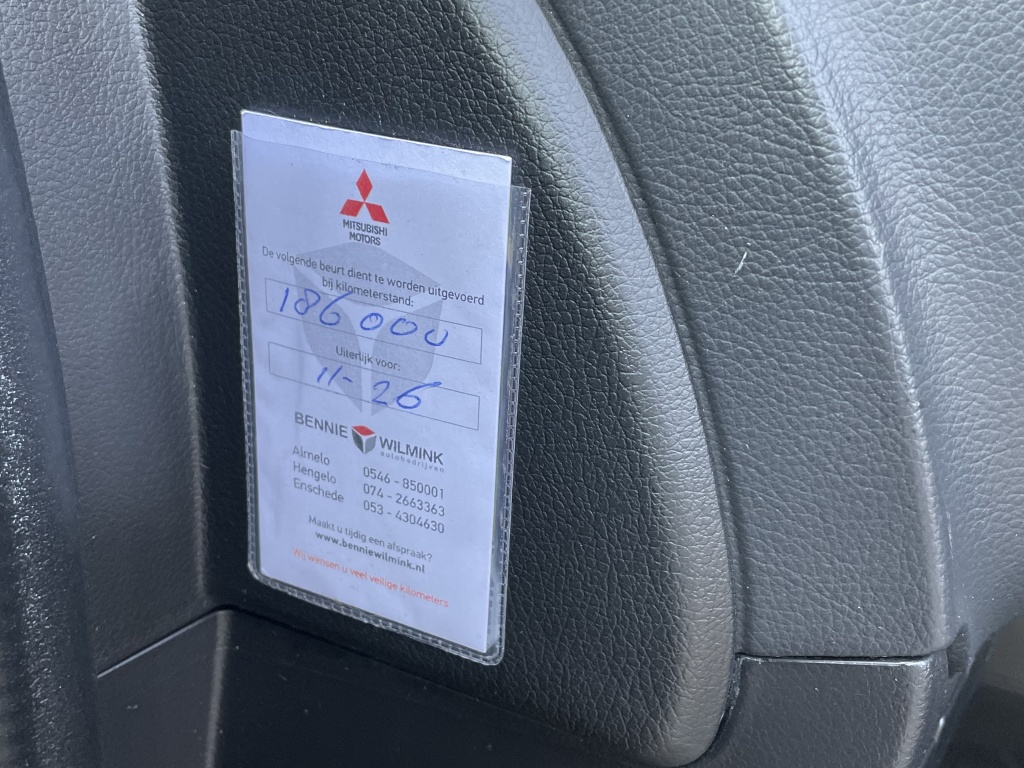 MITSUBISHI
MOTORS
De volgende beurt dient te worden uitgevoerd
bij kilometerstand:
186000
Uiterlijk voor:
11-26
BENNIE WILMINK
autobedrijven
Almelo 0546 - 850001
Hengelo 074 - 2663363
Enschede 053 - 4304630
Maakt u tijdig een afspraak?
www.benniewilmink.nl
Wij wensen u veel veilige kilometers